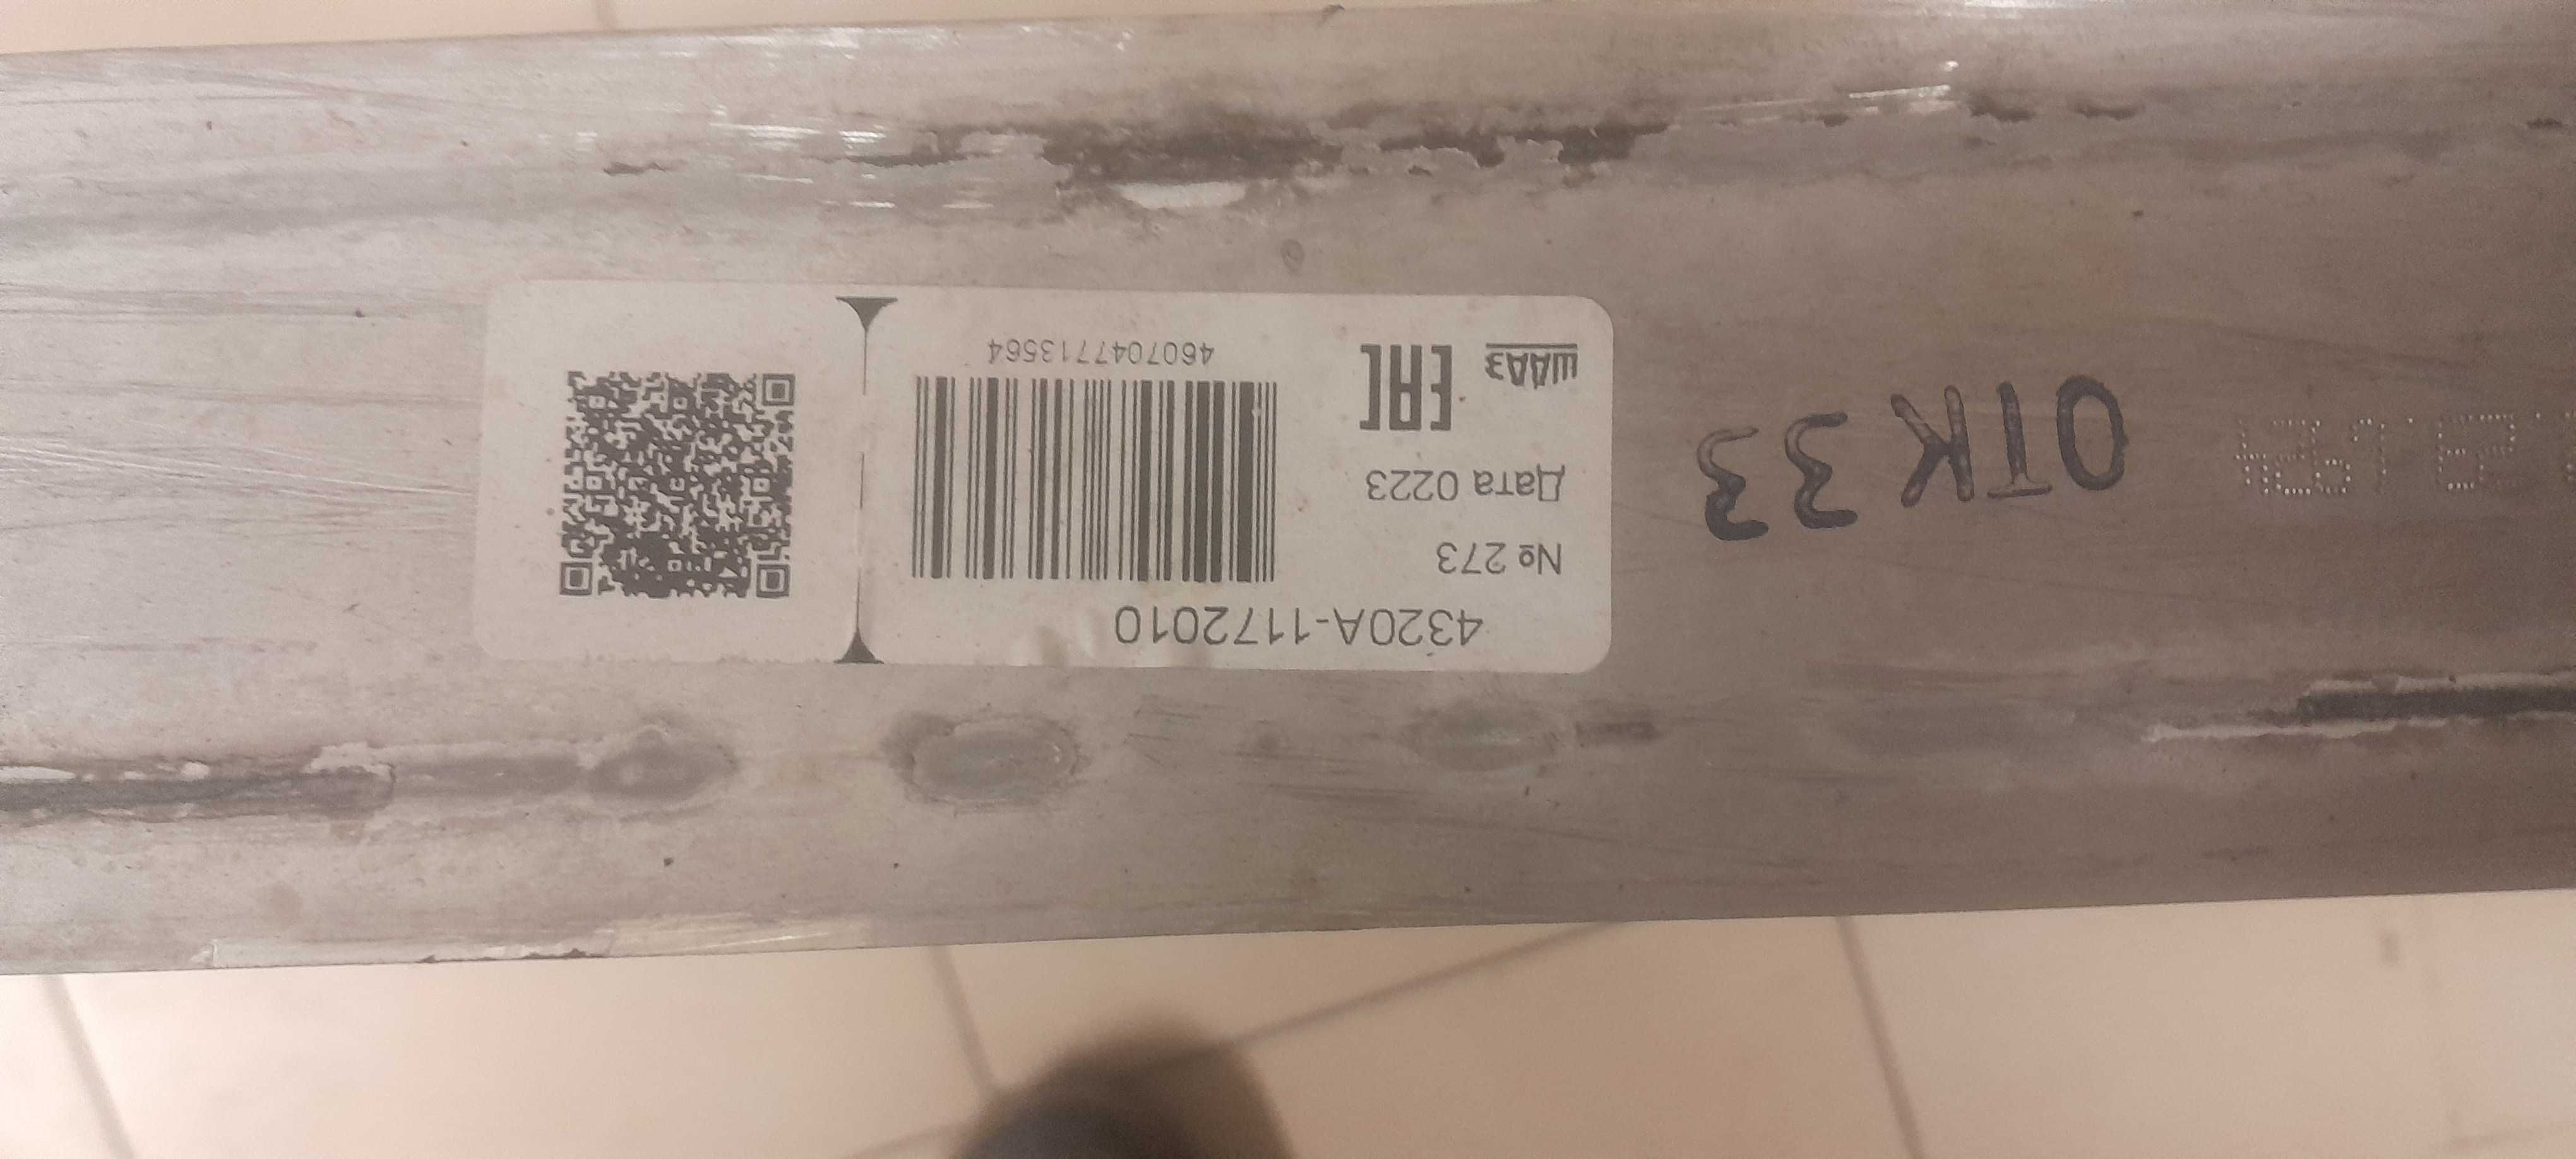 4320А-1172010
№ 273
Дата 0223
EAC
ШААЗ
4607047713564
ОТК 33